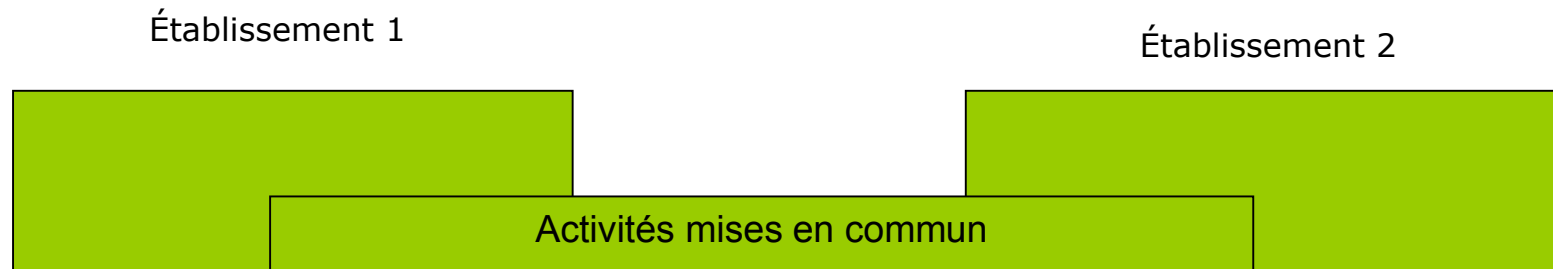 Établissement 1
Établissement 2
Activités mises en commun